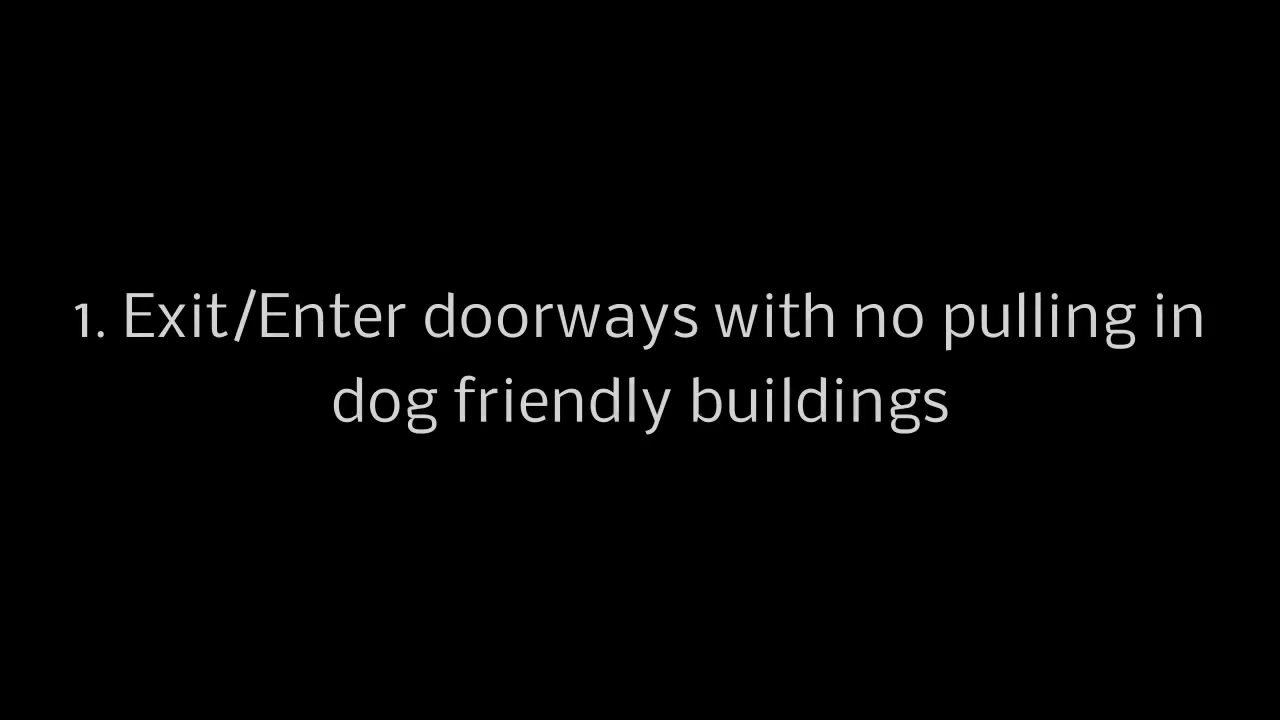 1. Exit/Enter doorways with no pulling in
dog friendly buildings